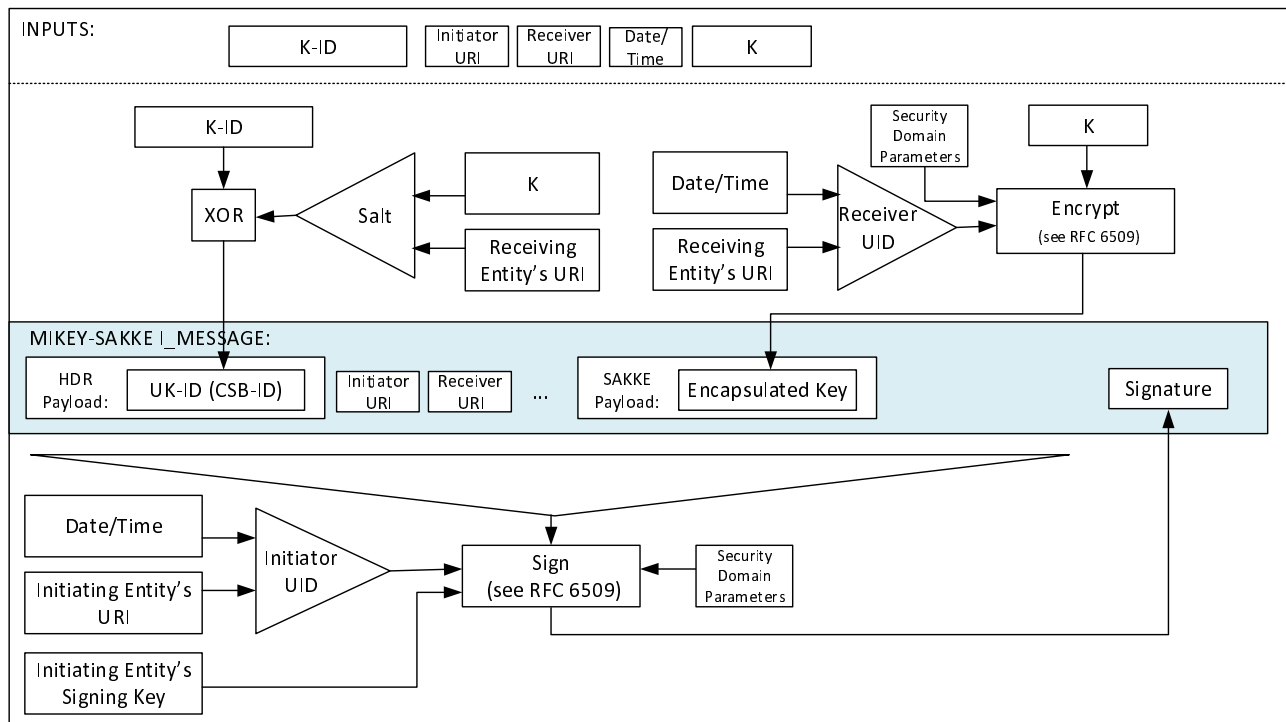 INPUTS:
K-ID
Initiator
URI
Receiver
URI
Date/
Time
K
K-ID
XOR
Salt
K
Receiving
Entity's URI
Date/Time
Receiving
Entity's URI
Receiver
UID
Security
Domain
Parameters
K
Encrypt
(see RFC 6509)
MIKEY-SAKKE I_MESSAGE:
HDR
Payload:
UK-ID (CSB-ID)
Initiator
URI
Receiver
URI
...
SAKKE
Payload:
Encapsulated Key
Signature
Date/Time
Initiating Entity's
URI
Initiator
UID
Sign
(see RFC 6509)
Security
Domain
Parameters
Initiating Entity's
Signing Key